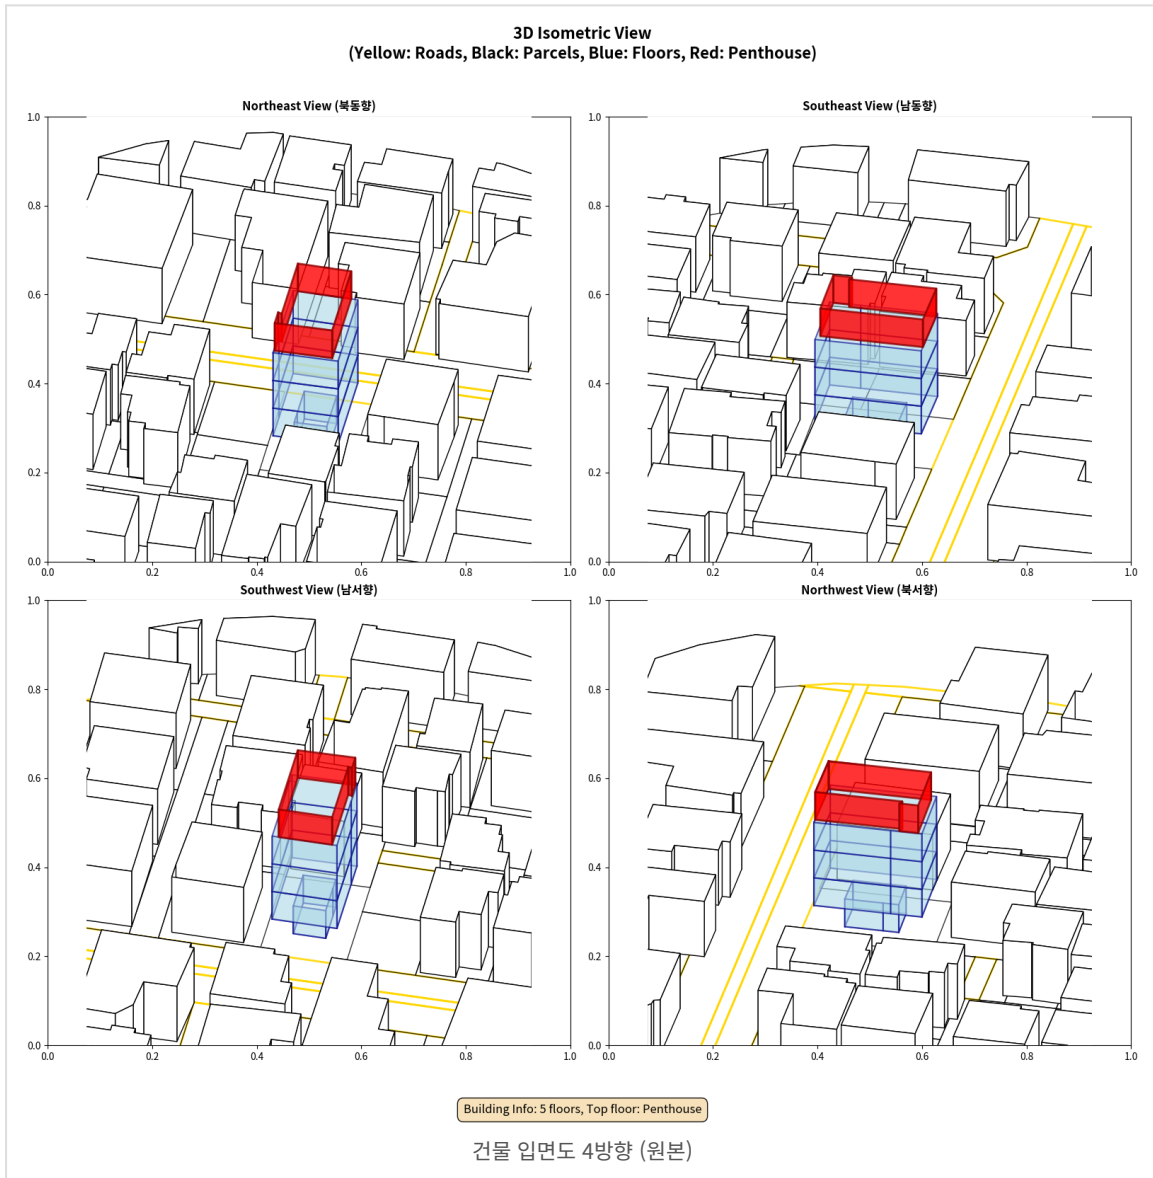 3D Isometric View
(Yellow: Roads, Black: Parcels, Blue: Floors, Red: Penthouse)
Northeast View (북동향)
1.0
0.8
0.6
0.4
0.2
0.0
0.0 0.2 0.4 0.6 0.8 1.0
Southeast View (남동향)
1.0
0.8
0.6
0.4
0.2
0.0
0.0 0.2 0.4 0.6 0.8 1.0
Southwest View (남서향)
1.0
0.8
0.6
0.4
0.2
0.0
0.0 0.2 0.4 0.6 0.8 1.0
Northwest View (북서향)
1.0
0.8
0.6
0.4
0.2
0.0
0.0 0.2 0.4 0.6 0.8 1.0
Building Info: 5 floors, Top floor: Penthouse
건물 입면도 4방향 (원본)